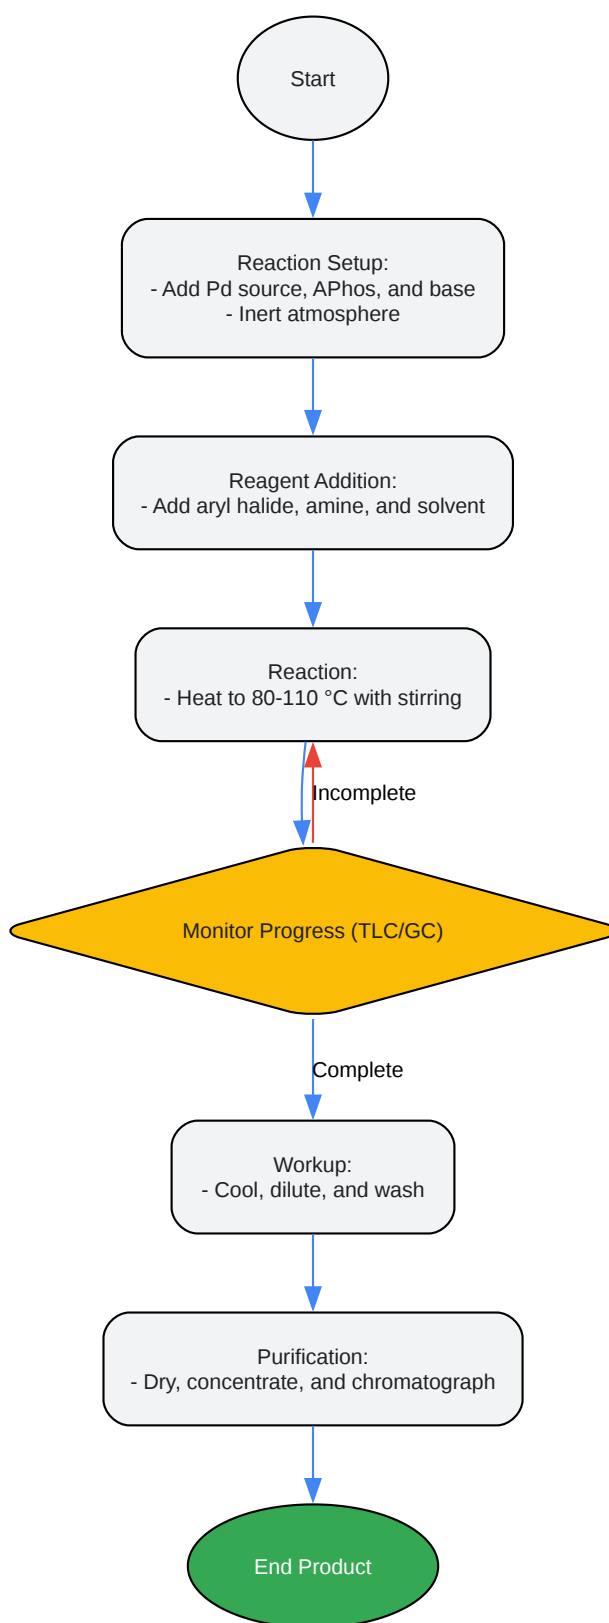 Start
Reaction Setup:
- Add Pd source, APhos, and base
- Inert atmosphere
Reagent Addition:
- Add aryl halide, amine, and solvent
Reaction:
- Heat to 80-110 °C with stirring
Incomplete
Monitor Progress (TLC/GC)
Complete
Workup:
- Cool, dilute, and wash
Purification:
- Dry, concentrate, and chromatograph
End Product